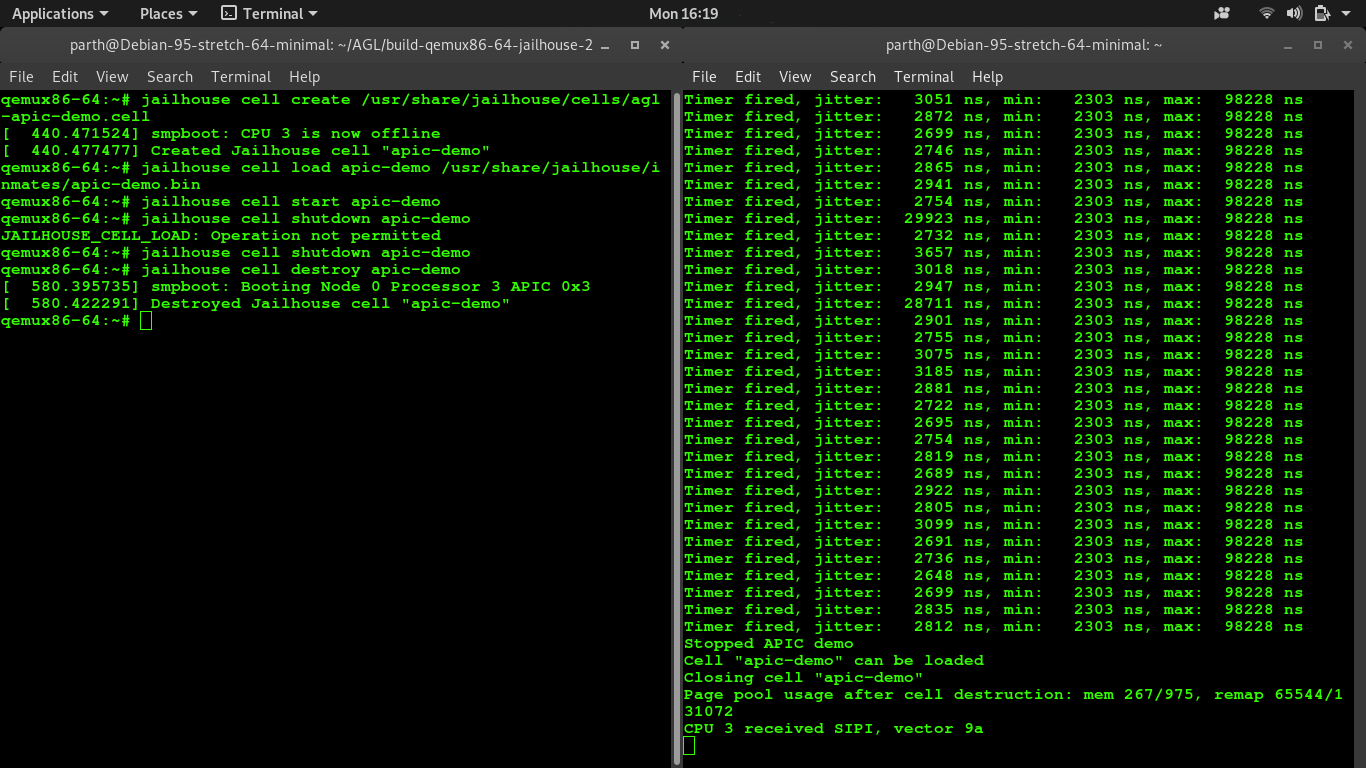 Applications Places Terminal Mon 16:19
parth@Debian-95-stretch-64-minimal: ~/AGL/build-qemux86-64-jailhouse-2
File Edit View Search Terminal Help
qemux86-64:~# jailhouse cell create /usr/share/jailhouse/cells/agl
-apic-demo.cell
[  440.471524] smpboot: CPU 3 is now offline
[  440.477477] Created Jailhouse cell "apic-demo"
qemux86-64:~# jailhouse cell load apic-demo /usr/share/jailhouse/i
nmates/apic-demo.bin
qemux86-64:~# jailhouse cell start apic-demo
qemux86-64:~# jailhouse cell shutdown apic-demo
JAILHOUSE_CELL_LOAD: Operation not permitted
qemux86-64:~# jailhouse cell shutdown apic-demo
qemux86-64:~# jailhouse cell destroy apic-demo
[  580.395735] smpboot: Booting Node 0 Processor 3 APIC 0x3
[  580.422291] Destroyed Jailhouse cell "apic-demo"
qemux86-64:~#
parth@Debian-95-stretch-64-minimal: ~
File Edit View Search Terminal Help
Timer fired, jitter:   3051 ns, min:   2303 ns, max:  98228 ns
Timer fired, jitter:   2872 ns, min:   2303 ns, max:  98228 ns
Timer fired, jitter:   2699 ns, min:   2303 ns, max:  98228 ns
Timer fired, jitter:   2746 ns, min:   2303 ns, max:  98228 ns
Timer fired, jitter:   2865 ns, min:   2303 ns, max:  98228 ns
Timer fired, jitter:   2941 ns, min:   2303 ns, max:  98228 ns
Timer fired, jitter:   2754 ns, min:   2303 ns, max:  98228 ns
Timer fired, jitter:  29923 ns, min:   2303 ns, max:  98228 ns
Timer fired, jitter:   2732 ns, min:   2303 ns, max:  98228 ns
Timer fired, jitter:   3657 ns, min:   2303 ns, max:  98228 ns
Timer fired, jitter:   3018 ns, min:   2303 ns, max:  98228 ns
Timer fired, jitter:   2947 ns, min:   2303 ns, max:  98228 ns
Timer fired, jitter:  28711 ns, min:   2303 ns, max:  98228 ns
Timer fired, jitter:   2901 ns, min:   2303 ns, max:  98228 ns
Timer fired, jitter:   2755 ns, min:   2303 ns, max:  98228 ns
Timer fired, jitter:   3075 ns, min:   2303 ns, max:  98228 ns
Timer fired, jitter:   3185 ns, min:   2303 ns, max:  98228 ns
Timer fired, jitter:   2881 ns, min:   2303 ns, max:  98228 ns
Timer fired, jitter:   2722 ns, min:   2303 ns, max:  98228 ns
Timer fired, jitter:   2695 ns, min:   2303 ns, max:  98228 ns
Timer fired, jitter:   2754 ns, min:   2303 ns, max:  98228 ns
Timer fired, jitter:   2819 ns, min:   2303 ns, max:  98228 ns
Timer fired, jitter:   2689 ns, min:   2303 ns, max:  98228 ns
Timer fired, jitter:   2922 ns, min:   2303 ns, max:  98228 ns
Timer fired, jitter:   2805 ns, min:   2303 ns, max:  98228 ns
Timer fired, jitter:   3099 ns, min:   2303 ns, max:  98228 ns
Timer fired, jitter:   2691 ns, min:   2303 ns, max:  98228 ns
Timer fired, jitter:   2736 ns, min:   2303 ns, max:  98228 ns
Timer fired, jitter:   2648 ns, min:   2303 ns, max:  98228 ns
Timer fired, jitter:   2699 ns, min:   2303 ns, max:  98228 ns
Timer fired, jitter:   2835 ns, min:   2303 ns, max:  98228 ns
Timer fired, jitter:   2812 ns, min:   2303 ns, max:  98228 ns
Stopped APIC demo
Cell "apic-demo" can be loaded
Closing cell "apic-demo"
Page pool usage after cell destruction: mem 267/975, remap 65544/1
31072
CPU 3 received SIPI, vector 9a